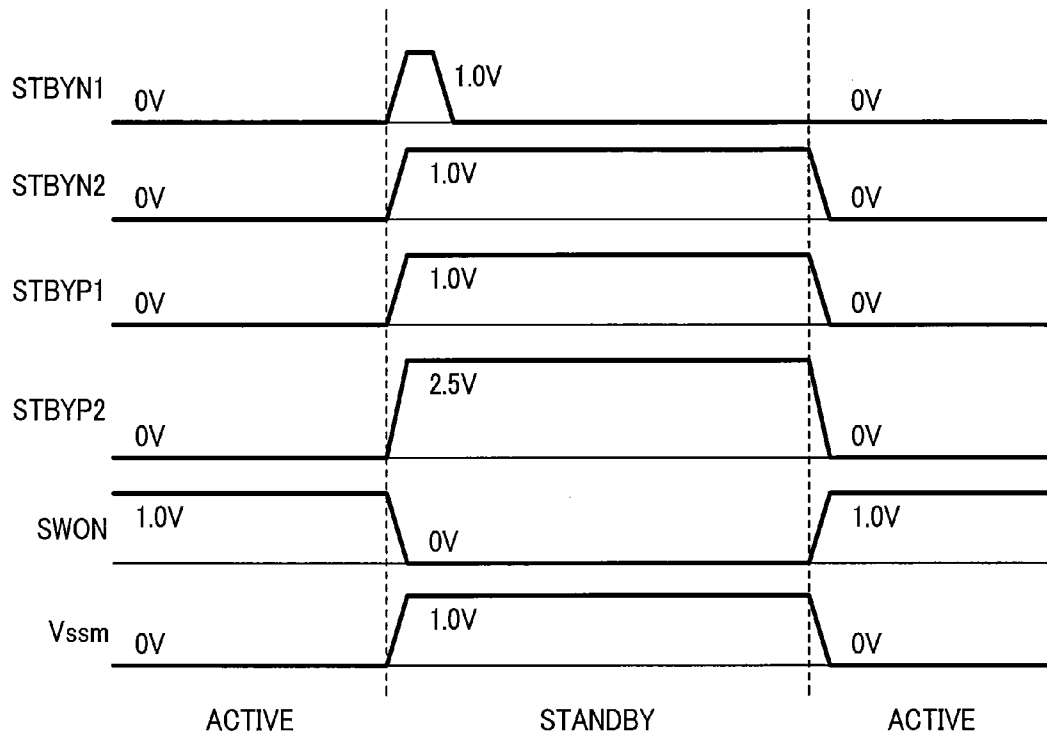 STBYN1 0V 1.0V 0V
STBYN2 0V 1.0V 0V
STBYP1 0V 1.0V 0V
STBYP2 0V 2.5V 0V
SWON 1.0V 0V 1.0V
Vssm 0V 1.0V 0V
ACTIVE STANDBY ACTIVE